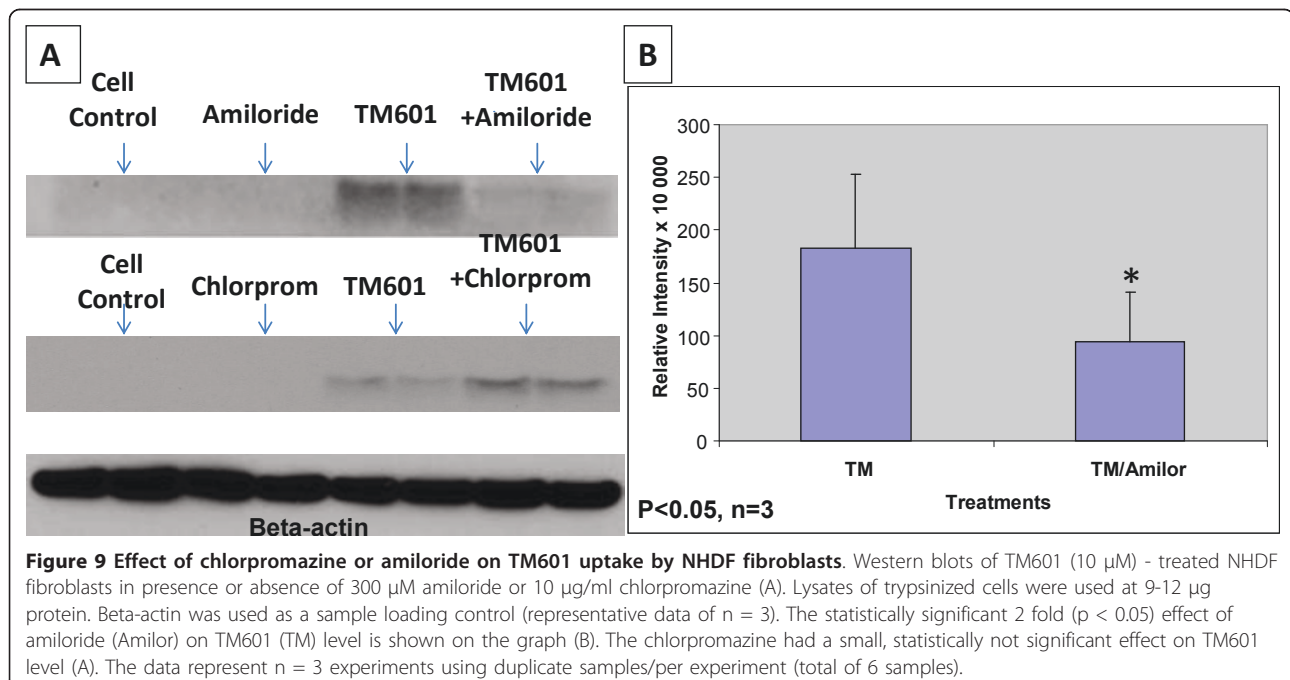 A
Cell
Control
Amiloride
TM601
TM601
+Amiloride
Cell
Control
Chlorprom
TM601
TM601
+Chlorprom
Beta-actin
B
Relative Intensity x 10 000
300
250
200
150
100
50
0
*
TM
TM/Amilor
Treatments
P<0.05, n=3
Figure 9 Effect of chlorpromazine or amiloride on TM601 uptake by NHDF fibroblasts. Western blots of TM601 (10 μM) - treated NHDF
fibroblasts in presence or absence of 300 μM amiloride or 10 μg/ml chlorpromazine (A). Lysates of trypsinized cells were used at 9-12 μg
protein. Beta-actin was used as a sample loading control (representative data of n = 3). The statistically significant 2 fold (p < 0.05) effect of
amiloride (Amilor) on TM601 (TM) level is shown on the graph (B). The chlorpromazine had a small, statistically not significant effect on TM601
level (A). The data represent n = 3 experiments using duplicate samples/per experiment (total of 6 samples).